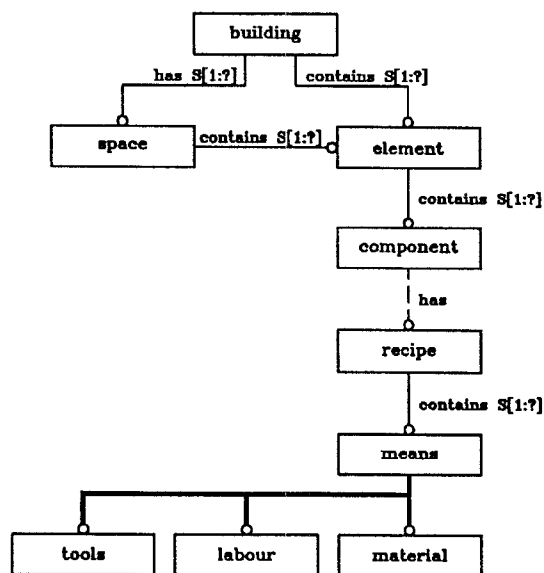 building
has S[1:?]
contains S[1:?]
space
contains S[1:?]
element
contains S[1:?]
component
has
recipe
contains S[1:?]
means
tools
labour
material